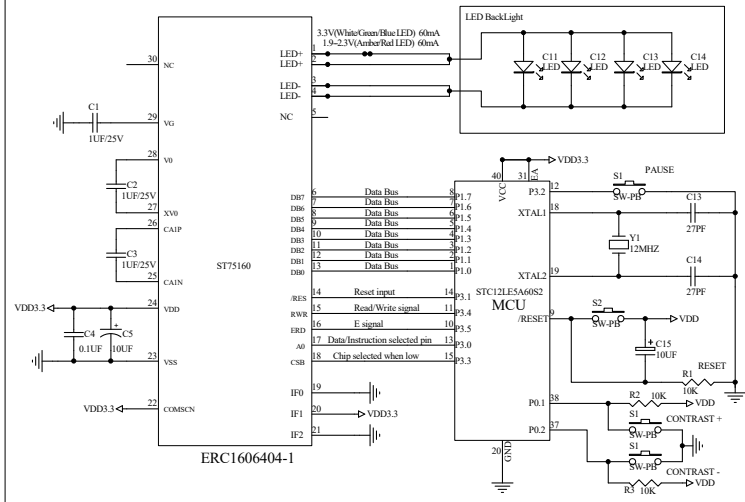 LED BackLight
3.3V(White/Green/Blue LED) 60mA
1.9~2.3V(Amber/Red LED) 60mA
C11 C12 C13 C14
LED LED LED LED
30 NC
LED+ 1
LED+ 2
LED- 3
LED- 4
NC 5
C1
1UF/25V
29 VG
28 V0
C2
1UF/25V
27 XV0
26 CA1P
C3
1UF/25V
25 CA1N
ST75160
VDD3.3 24 VDD
C4
0.1UF
C5
10UF
23 VSS
VDD3.3 22 COMSCN
DB7 6 Data Bus 8 P1.7
DB6 7 Data Bus 7 P1.6
DB5 8 Data Bus 6 P1.5
DB4 9 Data Bus 5 P1.4
DB3 10 Data Bus 4 P1.3
DB2 11 Data Bus 3 P1.2
DB1 12 Data Bus 2 P1.1
DB0 13 Data Bus 1 P1.0
/RES 14 Reset input 14 P3.1
RWR 15 Read/Write signal 11 P3.4
ERD 16 E signal 10 P3.5
A0 17 Data/Instruction selected pin 13 P3.0
CSB 18 Chip selected when low 15 P3.3
IF0 19
IF1 20 VDD3.3
IF2 21
ERC1606404-1
VDD3.3
40 VCC
31 EA
STC12LE5A60S2
MCU
20 GND
P3.2 12
S1 PAUSE
SW-PB
XTAL1 18
C13
27PF
Y1
12MHZ
XTAL2 19
C14
27PF
/RESET 9
S2
SW-PB
VDD
C15
10UF
RESET
R1
10K
P0.1 38
R2 10K VDD
S1 CONTRAST +
SW-PB
P0.2 37
S1
SW-PB
CONTRAST -
R3 10K VDD